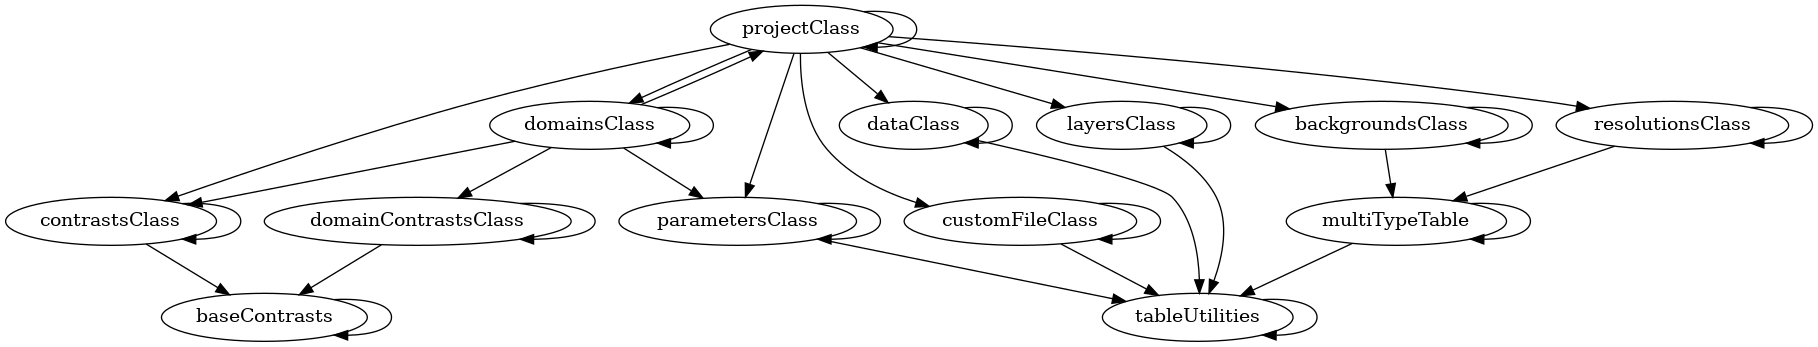 projectClass
domainsClass
dataClass
layersClass
backgroundsClass
resolutionsClass
contrastsClass
domainContrastsClass
parametersClass
customFileClass
multiTypeTable
baseContrasts
tableUtilities